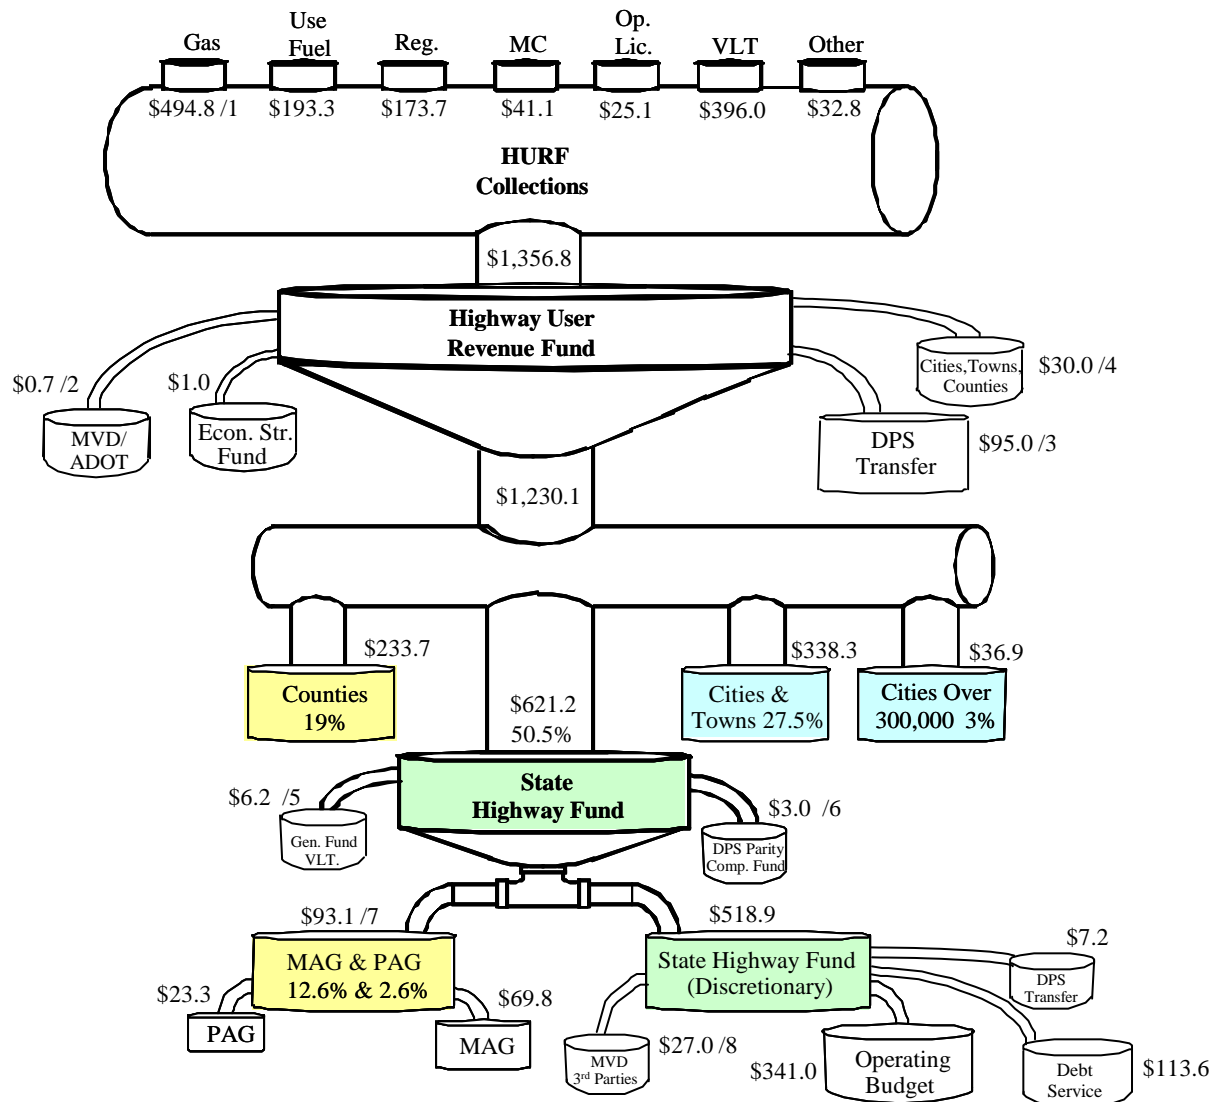 Gas
Use
Fuel
Reg.
MC
Op.
Lic.
VLT
Other
$494.8 /1
$193.3
$173.7
$41.1
$25.1
$396.0
$32.8
HURF
Collections
$1,356.8
Highway User
Revenue Fund
$0.7 /2
MVD/
ADOT
$1.0
Econ. Str.
Fund
Cities,Towns,
Counties
$30.0 /4
DPS
Transfer
$95.0 /3
$1,230.1
$233.7
Counties
19%
$621.2
50.5%
$338.3
Cities &
Towns 27.5%
$36.9
Cities Over
300,000 3%
State
Highway Fund
$6.2 /5
Gen. Fund
VLT.
$3.0 /6
DPS Parity
Comp. Fund
$93.1 /7
MAG & PAG
12.6% & 2.6%
$23.3
PAG
$69.8
MAG
$518.9
State Highway Fund
(Discretionary)
$7.2
DPS
Transfer
$27.0 /8
MVD
3rd Parties
$341.0
Operating
Budget
Debt
Service
$113.6